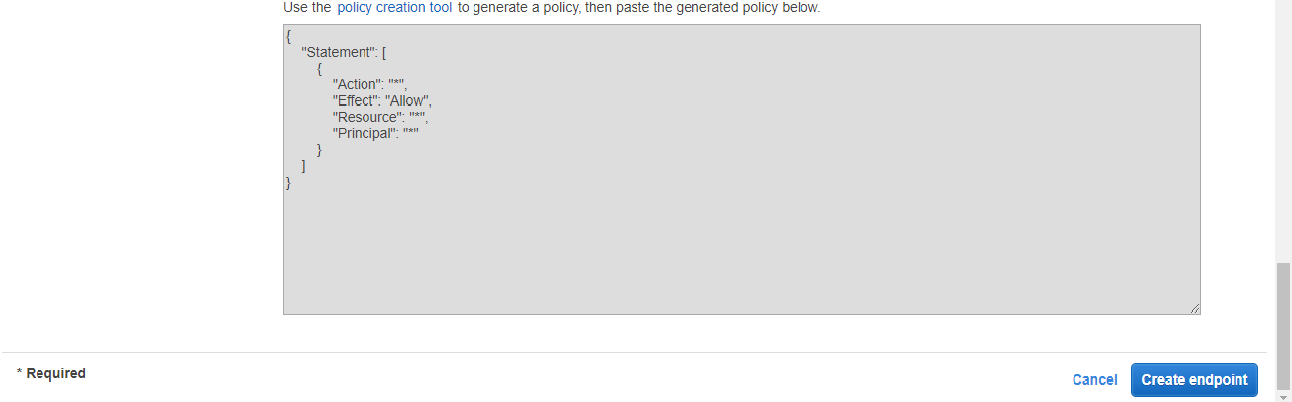 Use the policy creation tool to generate a policy, then paste the generated policy below.
{
"Statement": [
{
"Action": "*",
"Effect": "Allow",
"Resource": "*",
"Principal": "*"
}
]
}
* Required
Cancel
Create endpoint